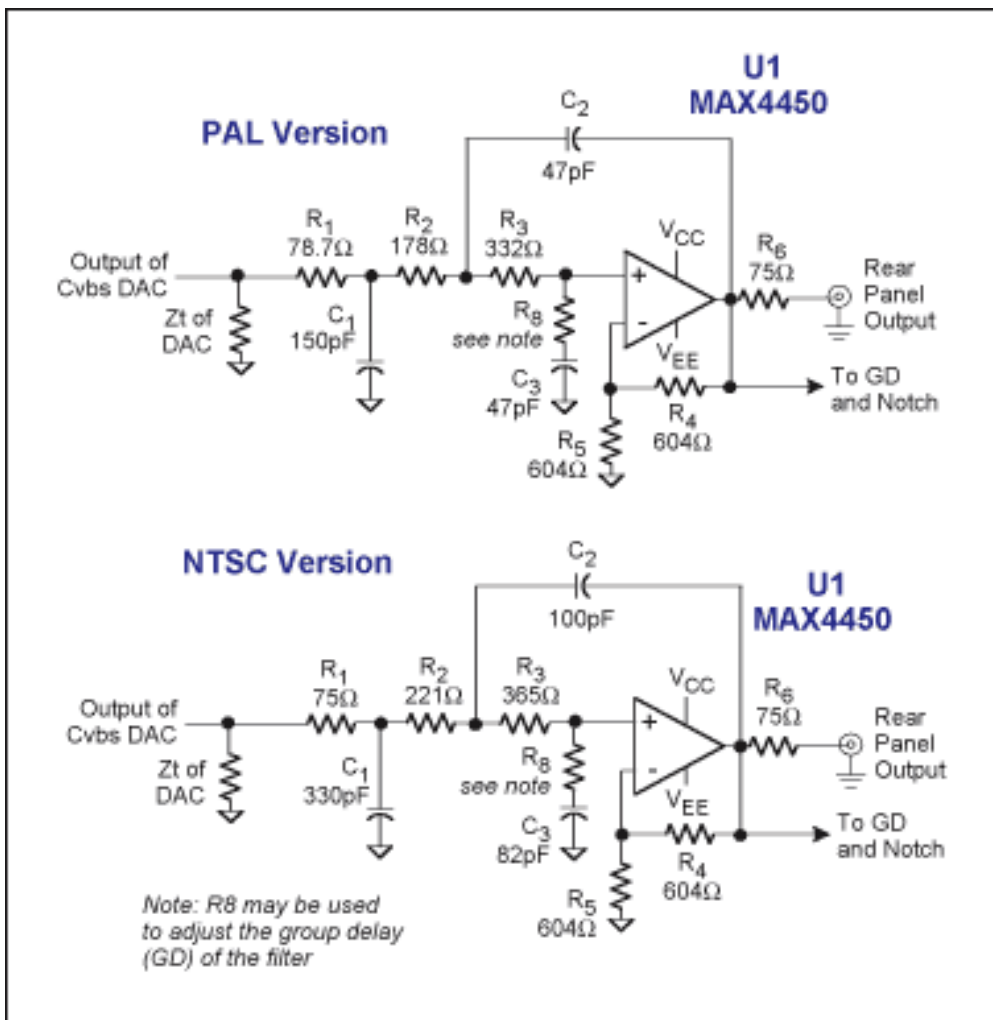 U1
MAX4450
PAL Version
C2
47pF
R1
78.7Ω
R2
178Ω
R3
332Ω
Output of
Cvbs DAC
Zt of
DAC
C1
150pF
R8
see note
C3
47pF
+
-
VCC
VEE
R6
75Ω
Rear
Panel
Output
To GD
and Notch
R4
604Ω
R5
604Ω
NTSC Version
C2
100pF
U1
MAX4450
R1
75Ω
R2
221Ω
R3
365Ω
Output of
Cvbs DAC
Zt of
DAC
C1
330pF
R8
see note
C3
82pF
+
-
VCC
VEE
R6
75Ω
Rear
Panel
Output
To GD
and Notch
R4
604Ω
R5
604Ω
Note: R8 may be used
to adjust the group delay
(GD) of the filter